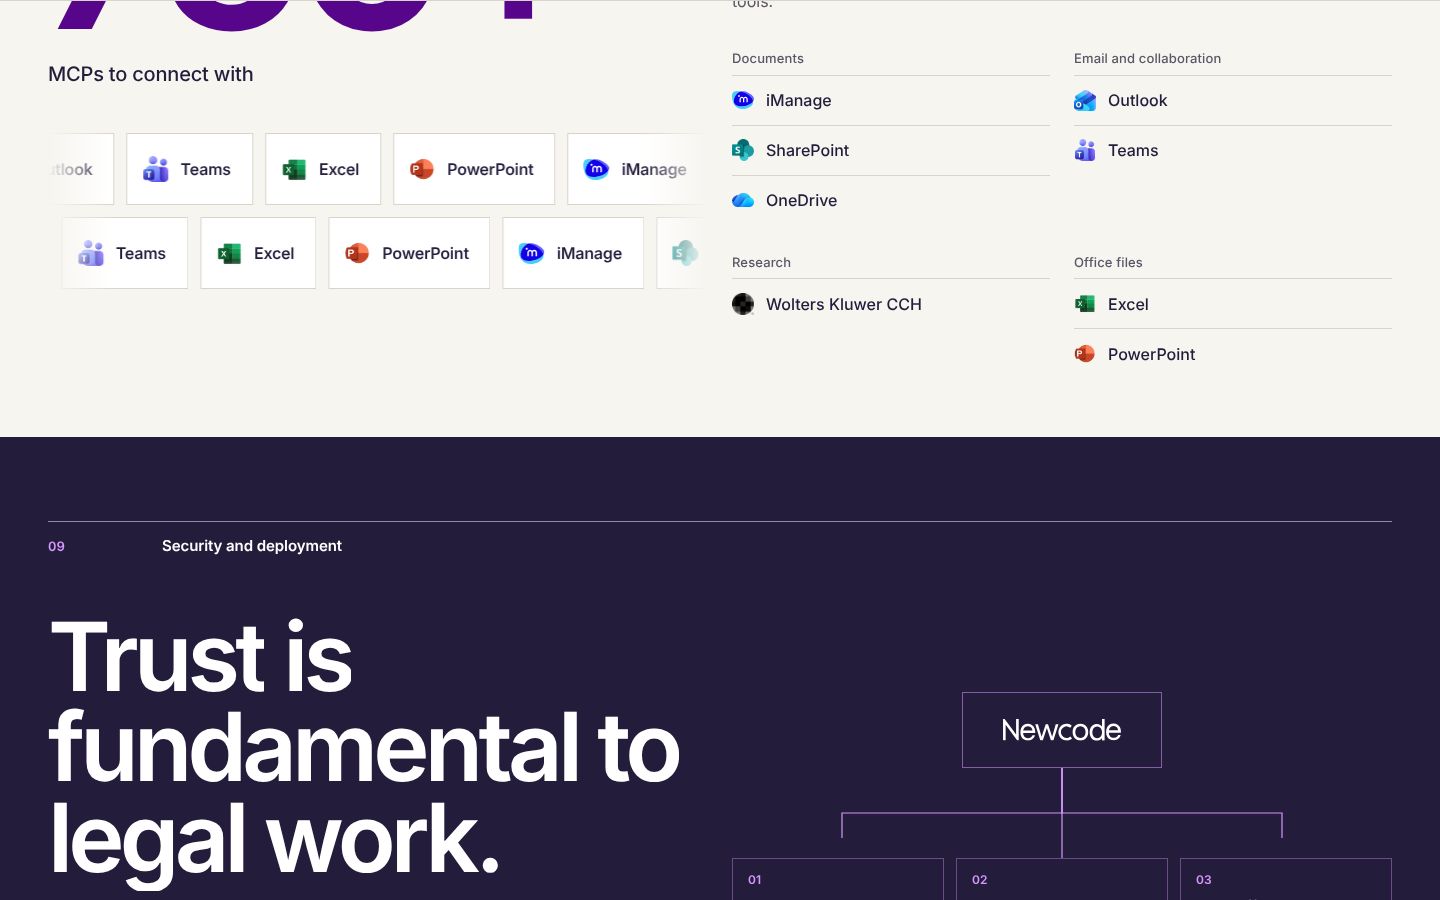 tools.
MCPs to connect with
Teams
Excel
PowerPoint
iManage
Teams
Excel
PowerPoint
iManage
Documents
iManage
SharePoint
OneDrive
Email and collaboration
Outlook
Teams
Research
Wolters Kluwer CCH
Office files
Excel
PowerPoint
09 Security and deployment
Trust is
fundamental to
legal work.
Newcode
01
02
03